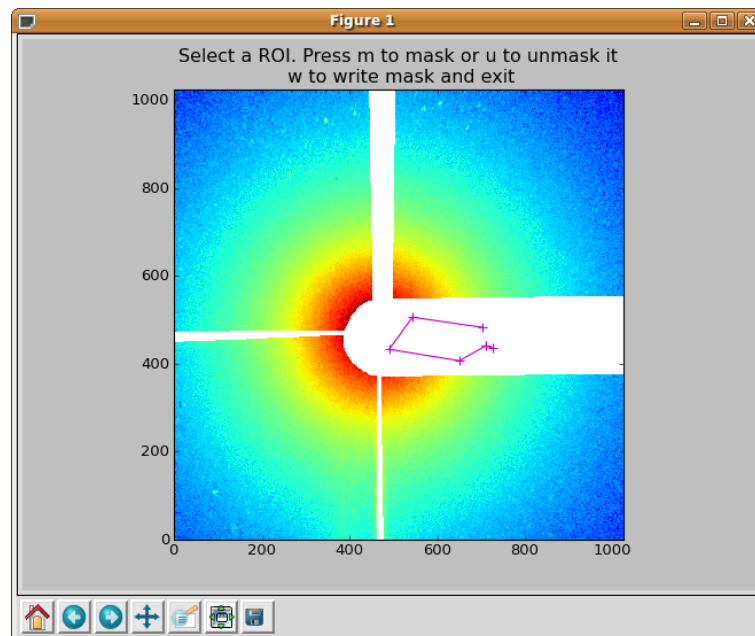 Figure 1
Select a ROI. Press m to mask or u to unmask it
w to write mask and exit
1000
800
600
400
200
0
0 200 400 600 800 1000